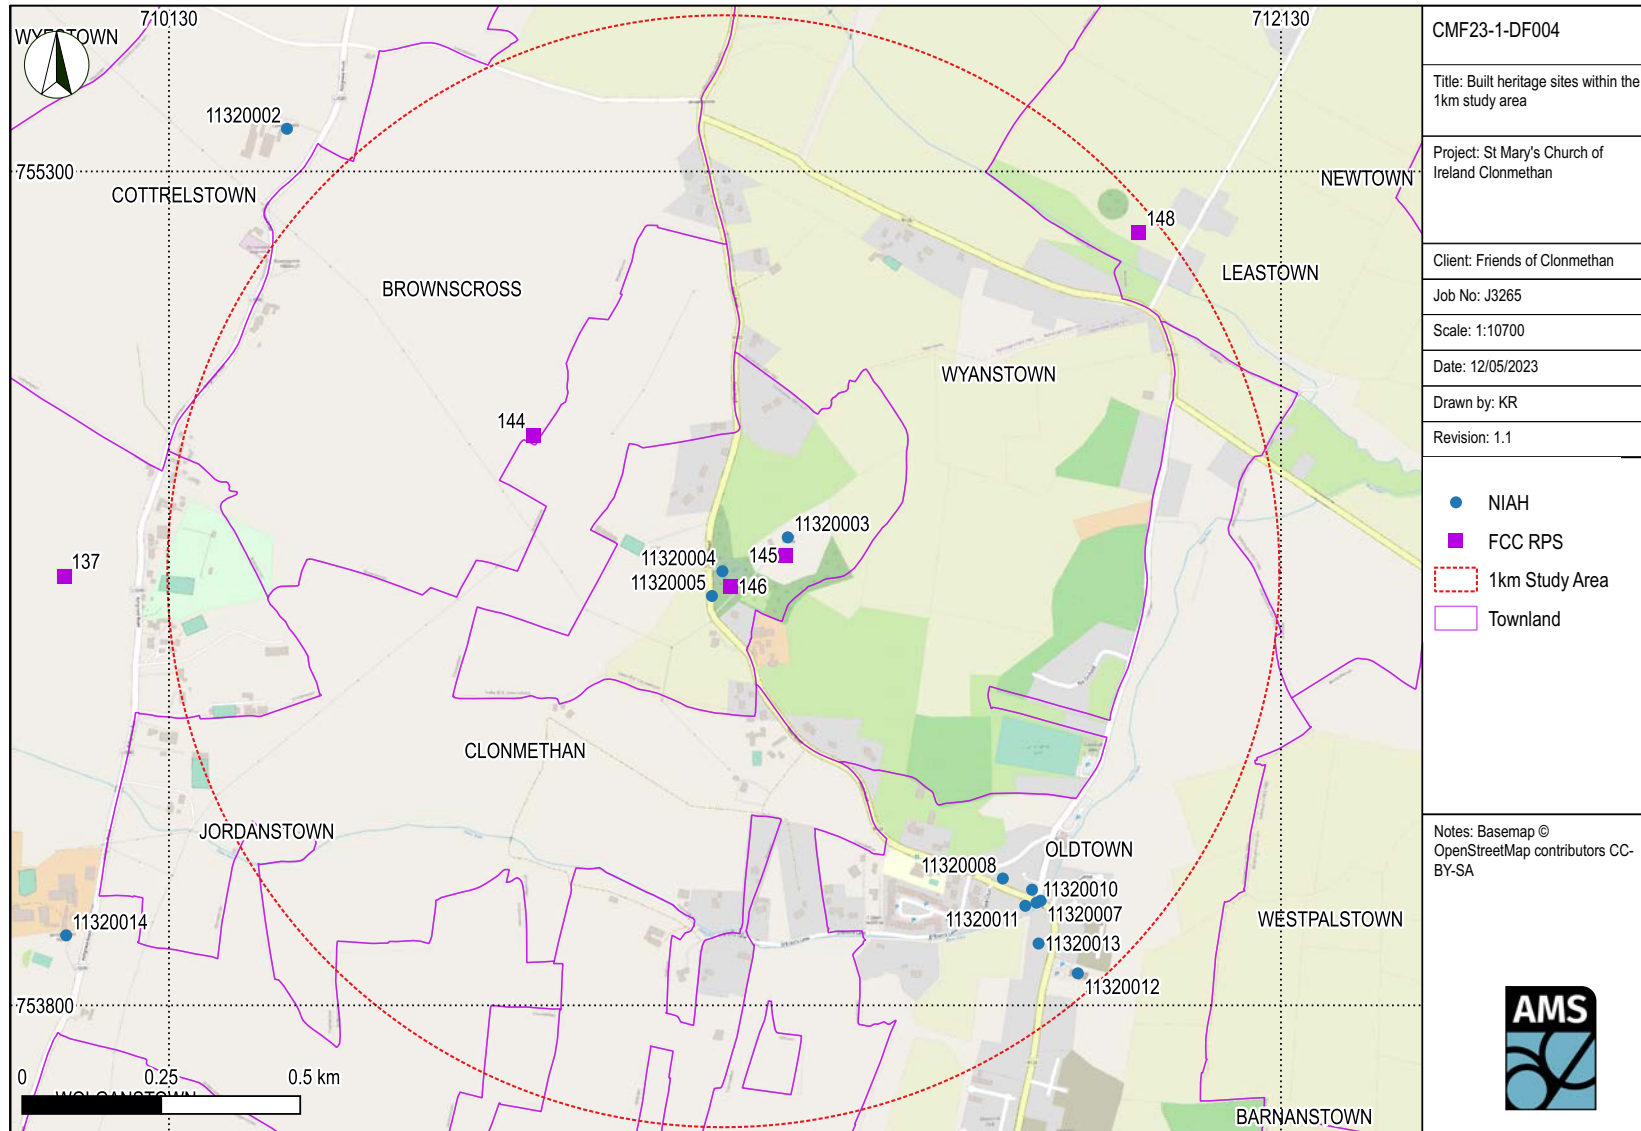 710130
712130
WYESTOWN
11320002
755300
COTTRELSTOWN
NEWTOWN
148
LEASTOWN
BROWNSCROSS
WYANSTOWN
144
11320003
145
11320004
137
11320005
146
CLONMETHAN
JORDANSTOWN
OLDTOWN
11320008
11320010
11320007
11320011
WESTPALSTOWN
11320014
11320013
11320012
753800
0 0.25 0.5 km
WOLGANSTOWN
BARNANSTOWN
CMF23-1-DF004
Title: Built heritage sites within the
1km study area
Project: St Mary's Church of
Ireland Clonmethan
Client: Friends of Clonmethan
Job No: J3265
Scale: 1:10700
Date: 12/05/2023
Drawn by: KR
Revision: 1.1
NIAH
FCC RPS
1km Study Area
Townland
Notes: Basemap ©
OpenStreetMap contributors CC-
BY-SA
AMS